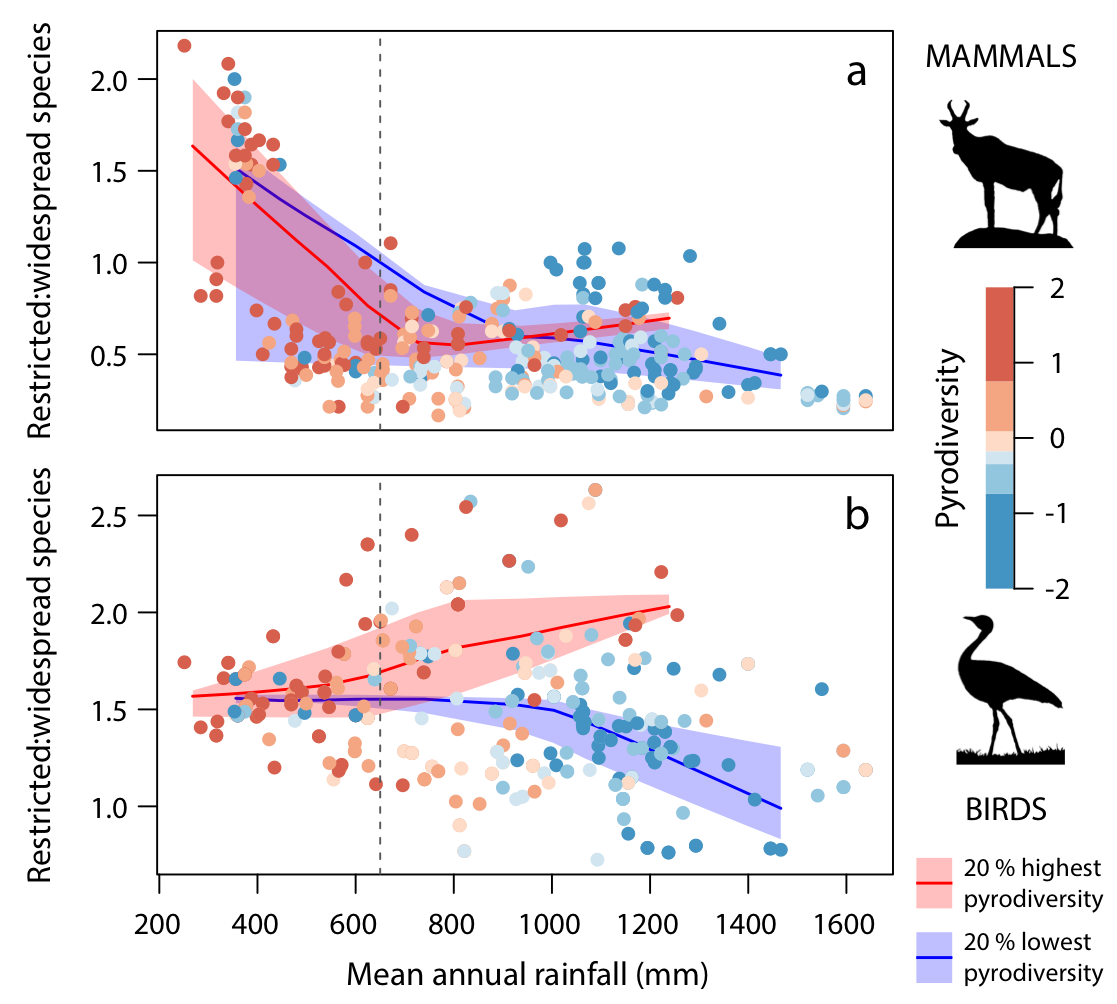 Restricted:widespread species
2.0
1.5
1.0
0.5
a
MAMMALS
Pyrodiversity
2
1
0
-1
-2
Restricted:widespread species
2.5
2.0
1.5
1.0
b
BIRDS
200 400 600 800 1000 1200 1400 1600
Mean annual rainfall (mm)
20 % highest
pyrodiversity
20 % lowest
pyrodiversity